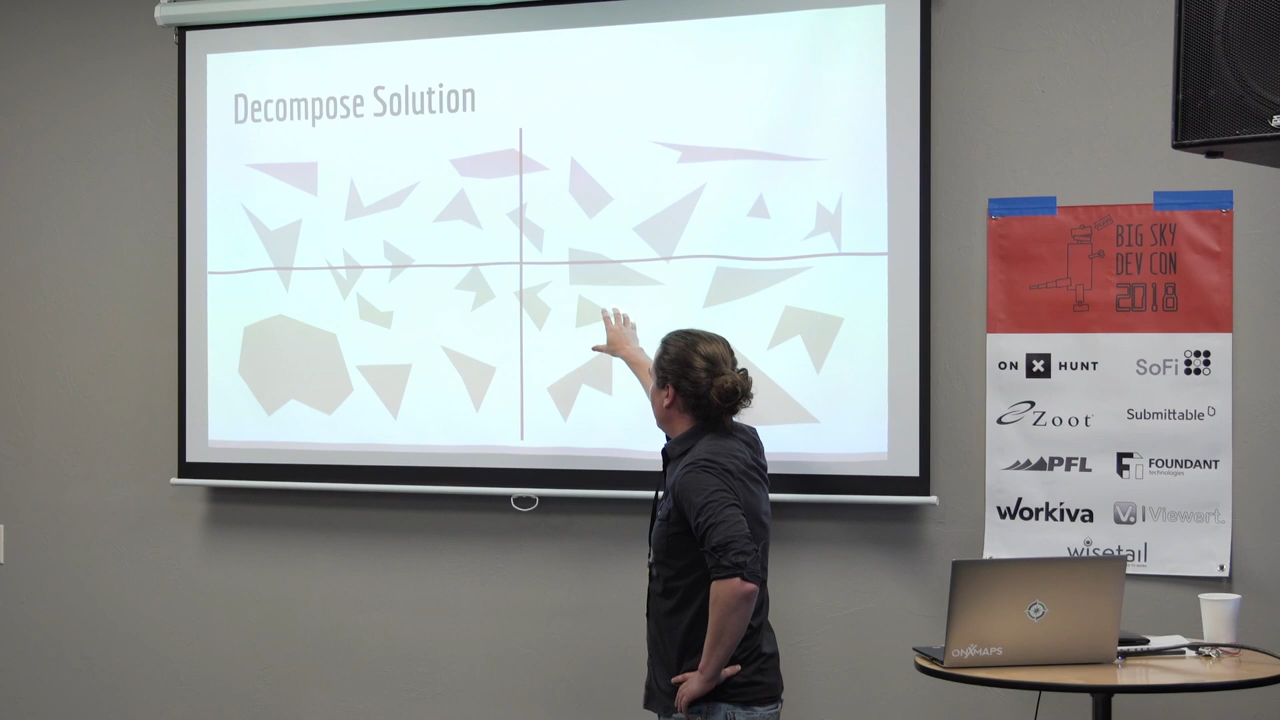 Decompose Solution
BIG SKY
DEV CON
2018
ON X HUNT
SoFi
Zoot
Submittable
PFL
FOUNDANT
technologies
Workiva
V. Viewert.
wisetail
ONXMAPS